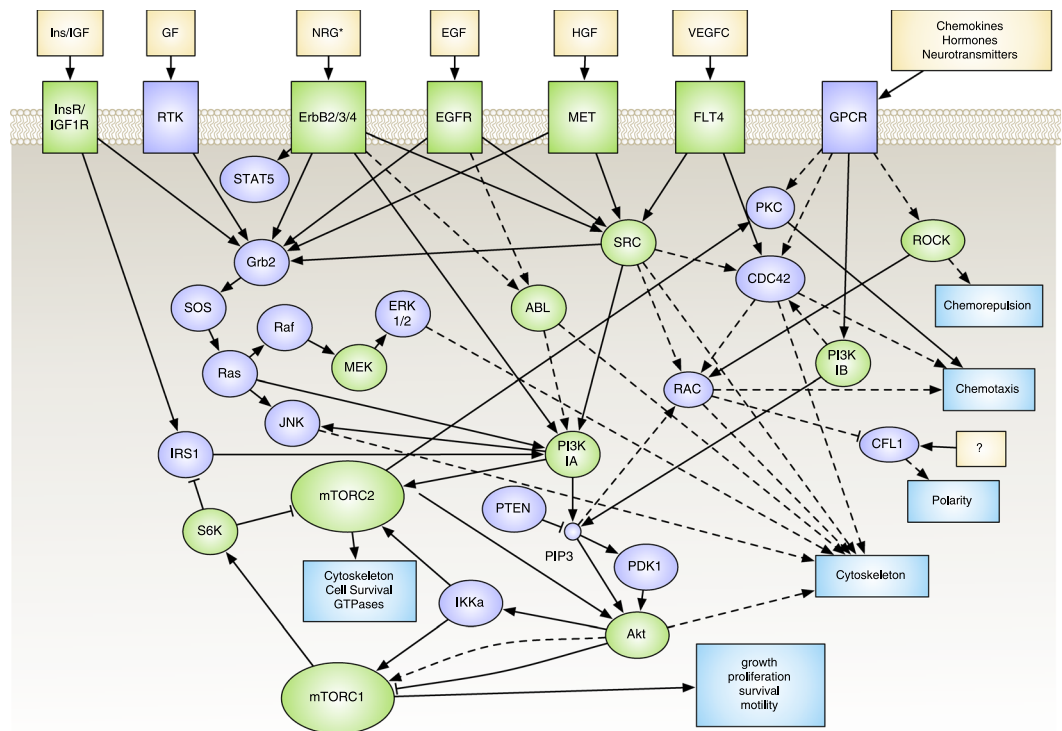 Ins/IGF
GF
NRG*
EGF
HGF
VEGFC
Chemokines
Hormones
Neurotransmitters
InsR/
IGF1R
RTK
ErbB2/3/4
EGFR
MET
FLT4
GPCR
STAT5
PKC
Grb2
SRC
ROCK
CDC42
SOS
ERK
1/2
ABL
Chemorepulsion
Raf
MEK
PI3K
IB
Ras
RAC
Chemotaxis
JNK
CFL1
?
IRS1
PI3K
IA
mTORC2
PTEN
Polarity
S6K
PIP3
PDK1
Cytoskeleton
Cytoskeleton
Cell Survival
GTPases
IKKa
Akt
growth
proliferation
survival
motility
mTORC1